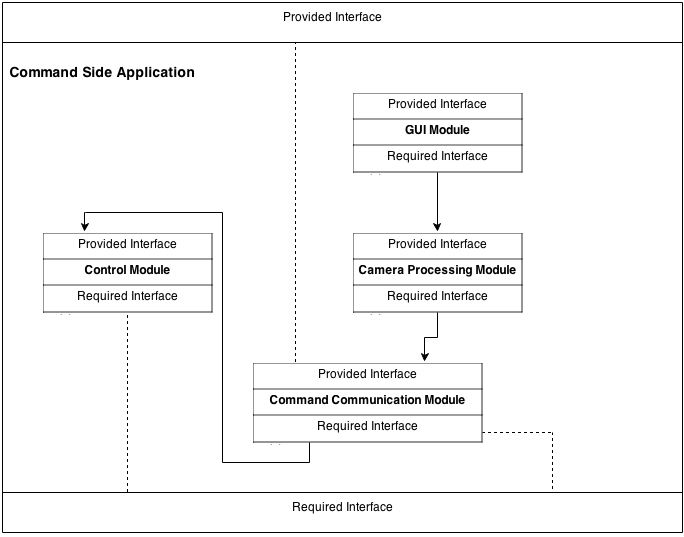 Provided Interface
Command Side Application
Provided Interface
GUI Module
Required Interface
Provided Interface
Control Module
Required Interface
Provided Interface
Camera Processing Module
Required Interface
Provided Interface
Command Communication Module
Required Interface
Required Interface